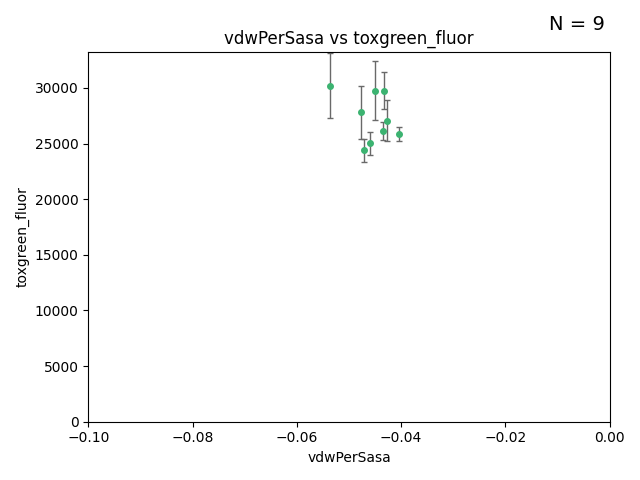 N = 9
vdwPerSasa vs toxgreen_fluor
30000
25000
20000
15000
10000
5000
0
toxgreen_fluor
−0.10 −0.08 −0.06 −0.04 −0.02 0.00
vdwPerSasa